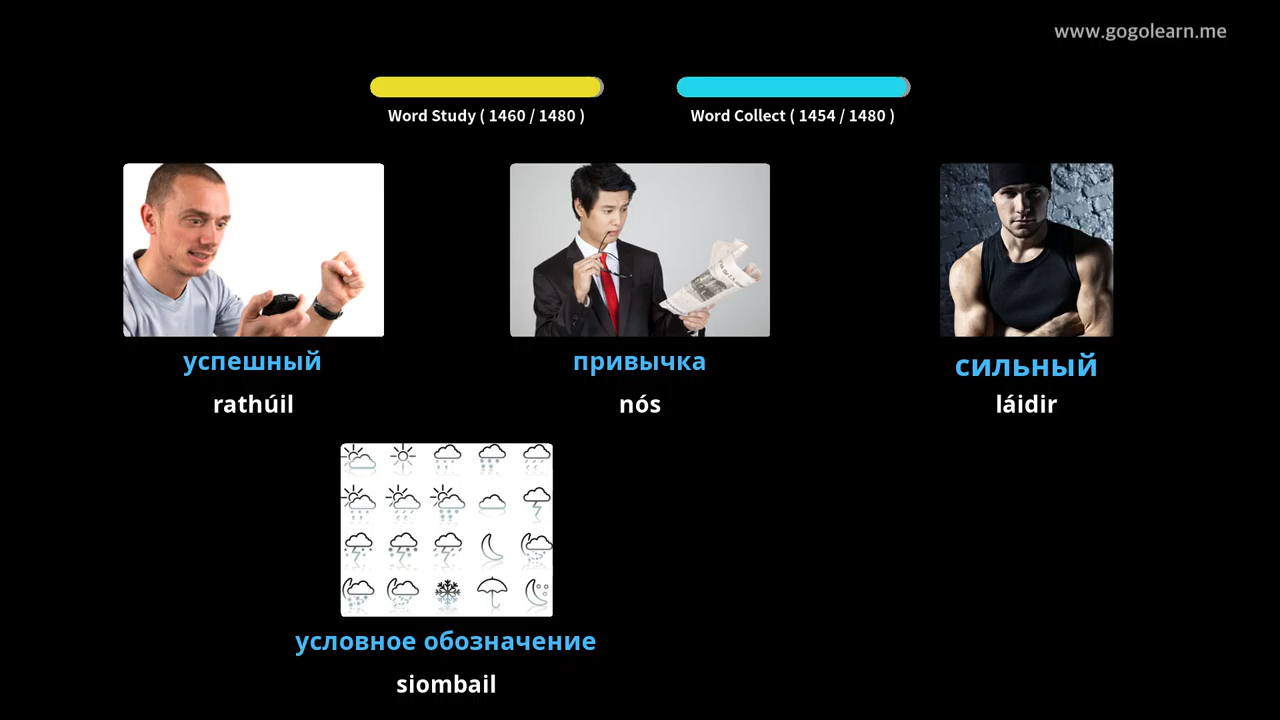 www.gogolearn.me
Word Study ( 1460 / 1480 )
Word Collect ( 1454 / 1480 )
успешный
rathúil
привычка
nós
сильный
láidir
условное обозначение
siombail